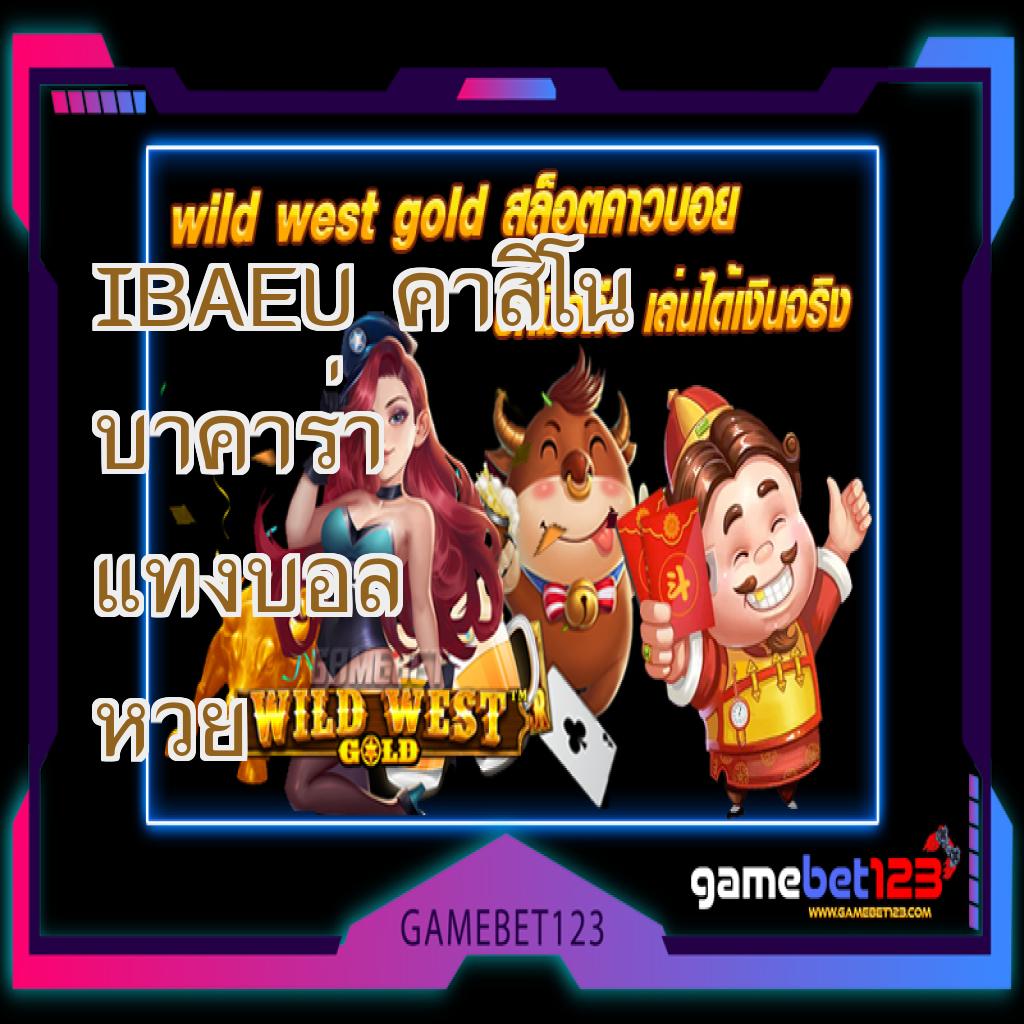 wild west gold สล็อตคาวบอย
IBAEU คาสิโน
เล่นได้เงินจริง
บาคาร่า
แทงบอล
GAMEBET
หวย
WILD WEST™
GOLD
gamebet123
WWW.GAMEBET123.COM
GAMEBET123